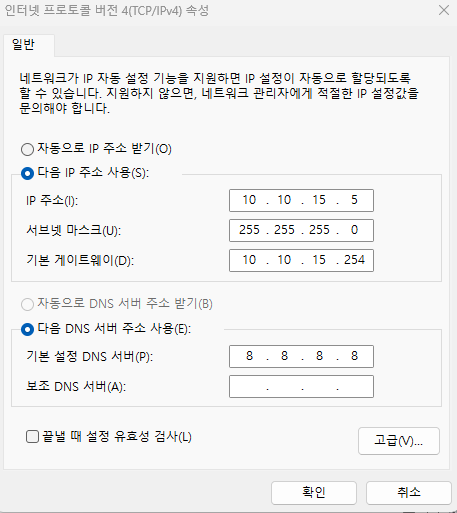 인터넷 프로토콜 버전 4(TCP/IPv4) 속성
일반
네트워크가 IP 자동 설정 기능을 지원하면 IP 설정이 자동으로 할당되도록
할 수 있습니다. 지원하지 않으면, 네트워크 관리자에게 적절한 IP 설정값을
문의해야 합니다.
자동으로 IP 주소 받기(O)
다음 IP 주소 사용(S):
IP 주소(I): 10 . 10 . 15 . 5
서브넷 마스크(U): 255 . 255 . 255 . 0
기본 게이트웨이(D): 10 . 10 . 15 . 254
자동으로 DNS 서버 주소 받기(B)
다음 DNS 서버 주소 사용(E):
기본 설정 DNS 서버(P): 8 . 8 . 8 . 8
보조 DNS 서버(A): . . .
끝낼 때 설정 유효성 검사(L)
고급(V)...
확인 취소